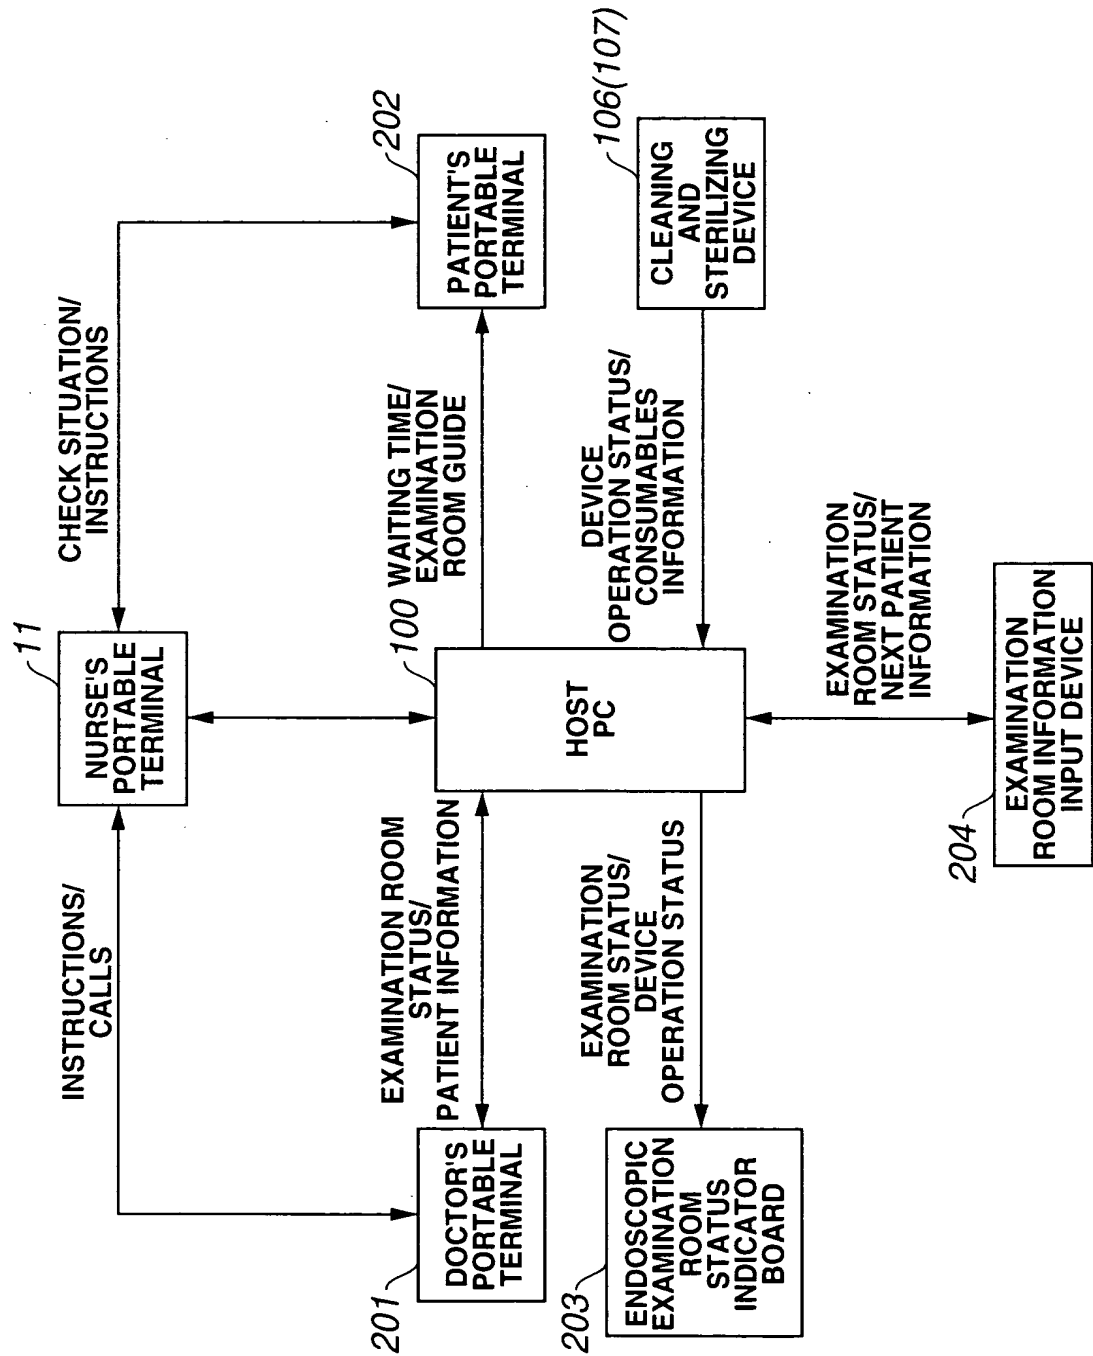 11
NURSE'S
PORTABLE
TERMINAL
INSTRUCTIONS/
CALLS
CHECK SITUATION/
INSTRUCTIONS
201
DOCTOR'S
PORTABLE
TERMINAL
EXAMINATION ROOM
STATUS/
PATIENT INFORMATION
100
HOST
PC
WAITING TIME/
EXAMINATION
ROOM GUIDE
202
PATIENT'S
PORTABLE
TERMINAL
203
ENDOSCOPIC
EXAMINATION
ROOM
STATUS
INDICATOR
BOARD
EXAMINATION
ROOM STATUS/
DEVICE
OPERATION STATUS
DEVICE
OPERATION STATUS/
CONSUMABLES
INFORMATION
106(107)
CLEANING
AND
STERILIZING
DEVICE
EXAMINATION
ROOM STATUS/
NEXT PATIENT
INFORMATION
204
EXAMINATION
ROOM INFORMATION
INPUT DEVICE